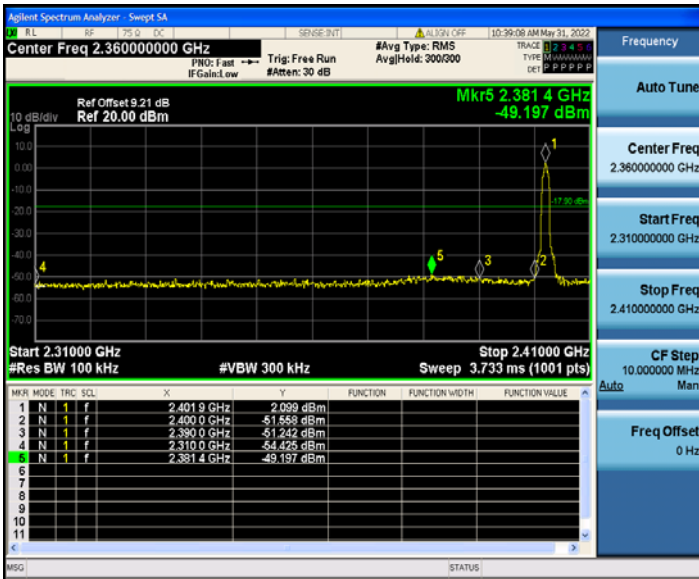 Agilent Spectrum Analyzer - Swept SA
RL RF 75 Ω DC SENSE:INT ALIGN OFF 10:39:08 AM May 31, 2022
Center Freq 2.360000000 GHz
PNO: Fast
IFGain:Low
Trig: Free Run
#Atten: 30 dB
#Avg Type: RMS
Avg|Hold: 300/300
TRACE 1 2 3 4 5 6
TYPE M
DET P P P P P P
Mkr5 2.381 4 GHz
-49.197 dBm
Ref Offset 9.21 dB
10 dB/div Ref 20.00 dBm
Log
10.0
0.00
-10.0
-20.0
-30.0
-40.0
-50.0
-60.0
-70.0
-17.90 dBm
1
2
3
4
5
Start 2.31000 GHz Stop 2.41000 GHz
#Res BW 100 kHz #VBW 300 kHz Sweep 3.733 ms (1001 pts)
MKR MODE TRC SCL X Y FUNCTION FUNCTION WIDTH FUNCTION VALUE
1 N 1 f 2.401 9 GHz 2.099 dBm
2 N 1 f 2.400 0 GHz -51.558 dBm
3 N 1 f 2.390 0 GHz -51.242 dBm
4 N 1 f 2.310 0 GHz -54.425 dBm
5 N 1 f 2.381 4 GHz -49.197 dBm
6
7
8
9
10
11
MSG STATUS
Frequency
Auto Tune
Center Freq
2.360000000 GHz
Start Freq
2.310000000 GHz
Stop Freq
2.410000000 GHz
CF Step
10.000000 MHz
Auto Man
Freq Offset
0 Hz